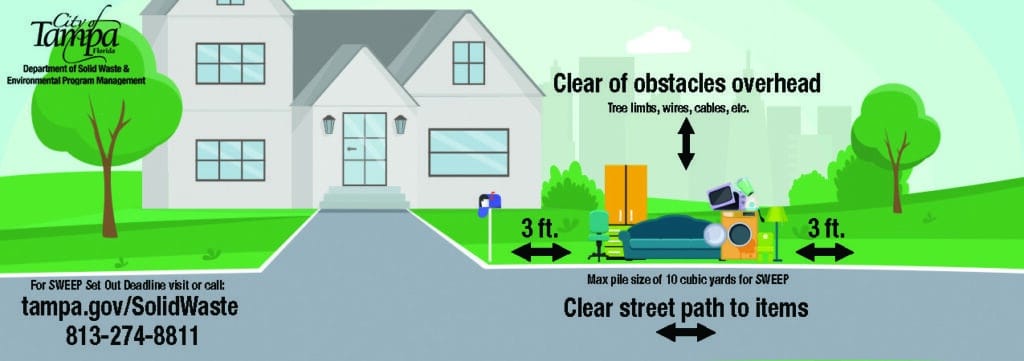 City of
Tampa
Florida
Department of Solid Waste &
Environmental Program Management
Clear of obstacles overhead
Tree limbs, wires, cables, etc.
3 ft.
3 ft.
For SWEEP Set Out Deadline visit or call:
tampa.gov/SolidWaste
813-274-8811
Max pile size of 10 cubic yards for SWEEP
Clear street path to items